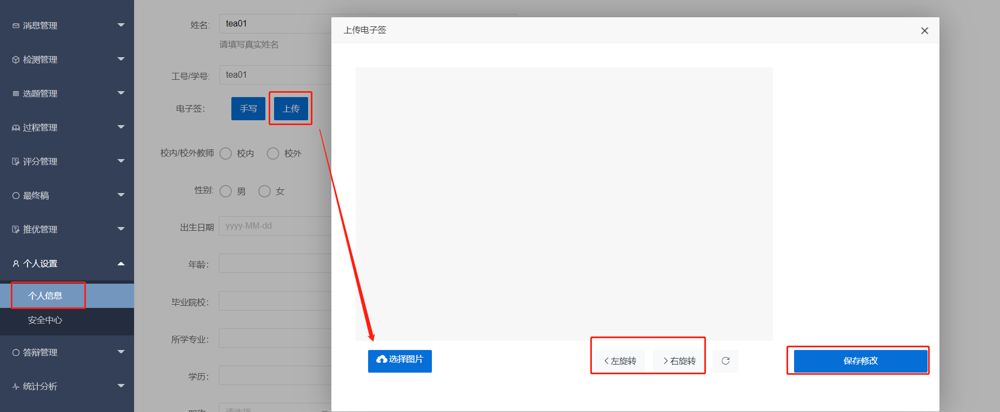 消息管理
检测管理
选题管理
过程管理
评分管理
最终稿
推优管理
个人设置
个人信息
安全中心
答辩管理
统计分析
姓名:
tea01
请填写真实姓名
工号/学号:
tea01
电子签：
手写
上传
校内/校外教师
校内
校外
性别:
男
女
出生日期
yyyy-MM-dd
年龄：
毕业院校：
所学专业：
学历：
上传电子签
选择图片
左旋转
右旋转
保存修改